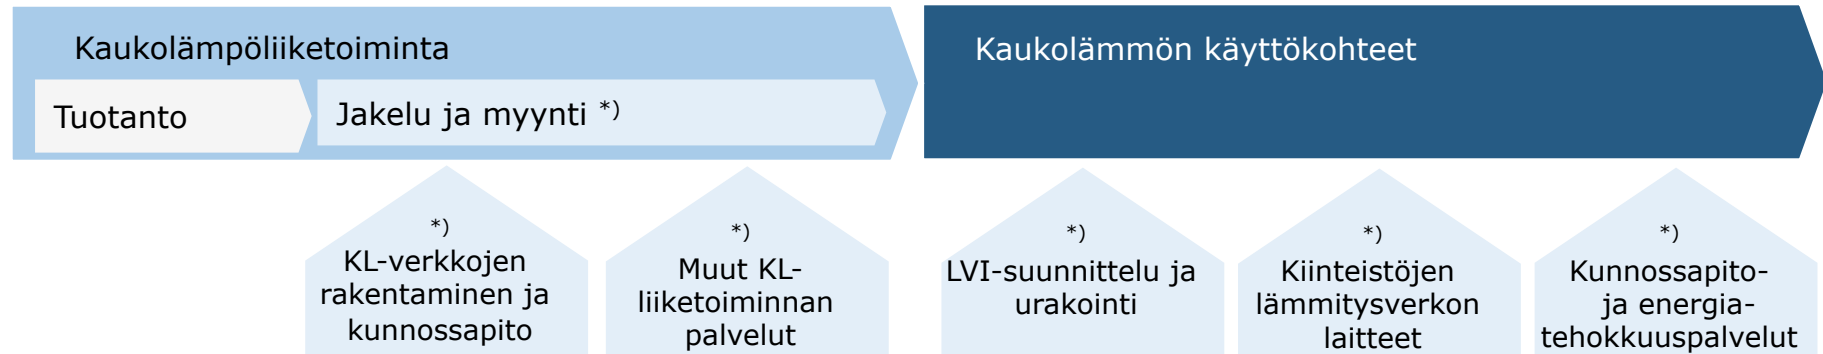 Kaukolämpöliiketoiminta
Kaukolämmön käyttökohteet
Tuotanto
Jakelu ja myynti *)
*)
KL-verkkojen
rakentaminen ja
kunnossapito
*)
Muut KL-
liiketoiminnan
palvelut
*)
LVI-suunnittelu ja
urakointi
*)
Kiinteistöjen
lämmitysverkon
laitteet
*)
Kunnossapito-
ja energia-
tehokkuuspalvelut